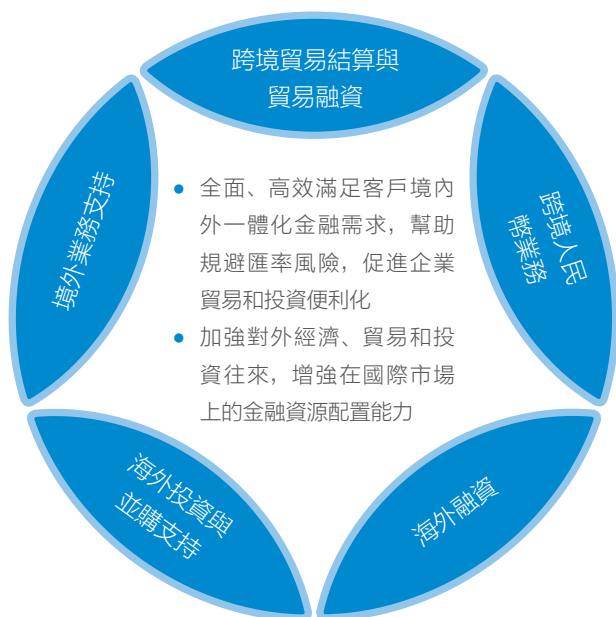 跨境貿易結算與
貿易融資
跨境人民
幣業務
海外融資
海外投資與
並購支持
境外業務支持
● 全面、高效滿足客戶境內
外一體化金融需求，幫助
規避匯率風險，促進企業
貿易和投資便利化
● 加強對外經濟、貿易和投
資往來，增強在國際市場
上的金融資源配置能力